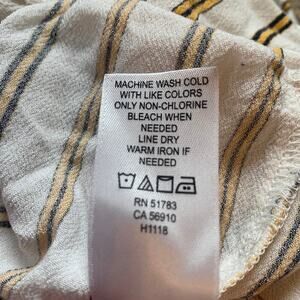 MACHINE WASH COLD
WITH LIKE COLORS
ONLY NON-CHLORINE
BLEACH WHEN
NEEDED
LINE DRY
WARM IRON IF
NEEDED
RN 51783
CA 56910
H1118